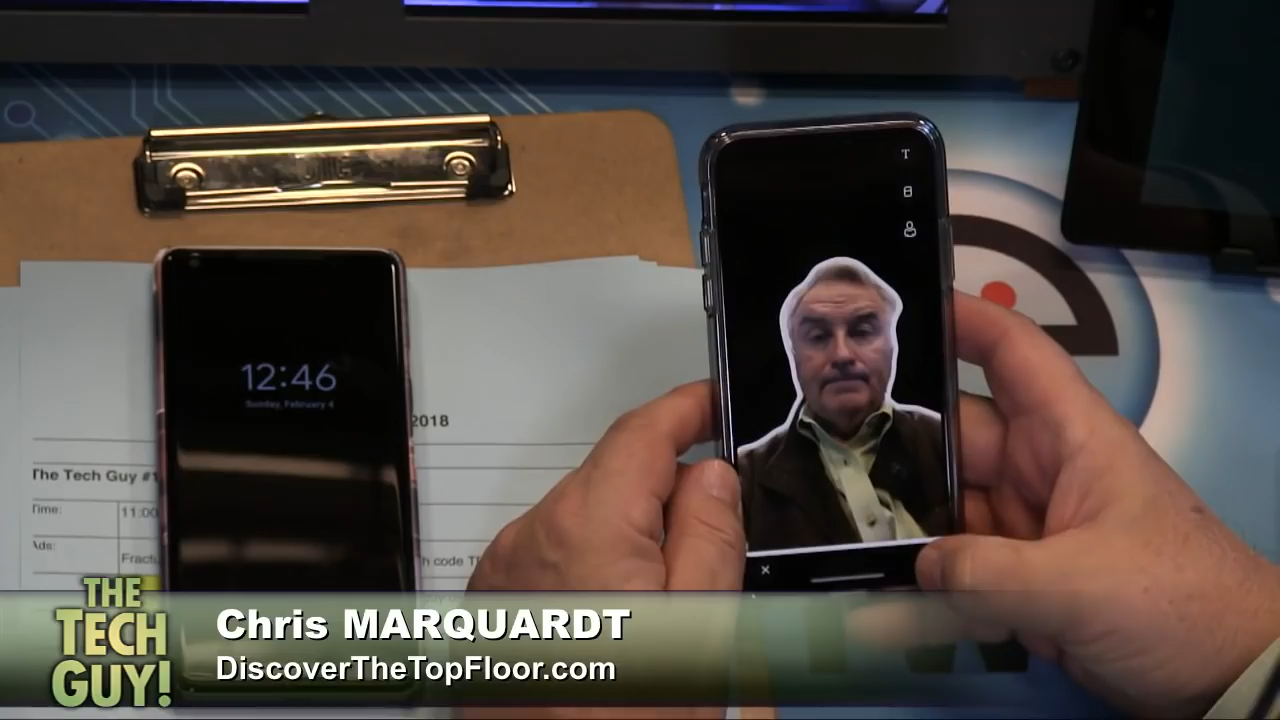 T
12:46
Sunday, February 4
2018
The Tech Guy #1
Time:
11:00
Ads:
Fract
h code T
THE
TECH
GUY!
Chris MARQUARDT
DiscoverTheTopFloor.com